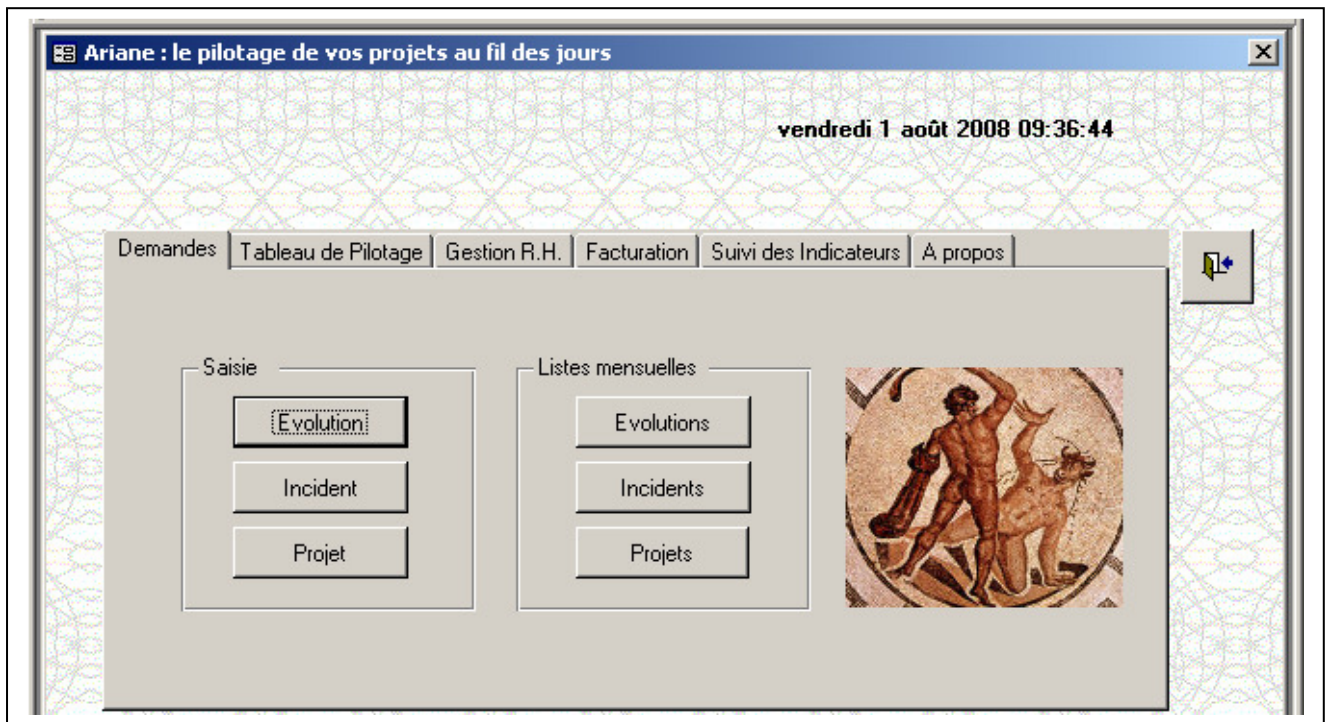 Ariane : le pilotage de vos projets au fil des jours
vendredi 1 août 2008 09:36:44
Demandes Tableau de Pilotage Gestion R.H. Facturation Suivi des Indicateurs A propos
Saisie Listes mensuelles
Evolution Evolutions
Incident Incidents
Projet Projets